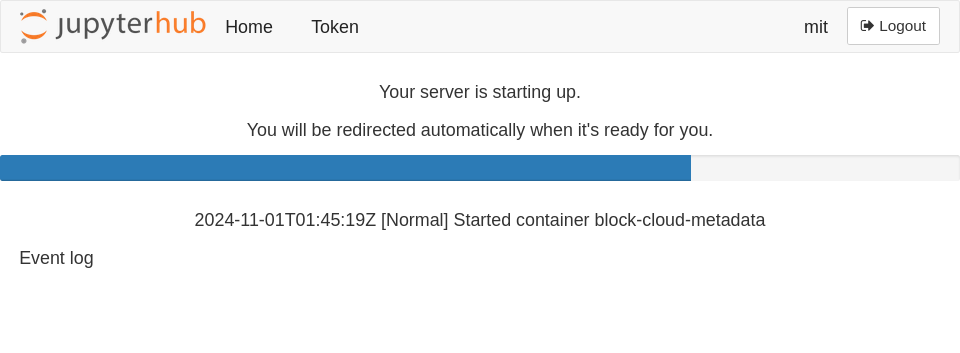 jupyterhub Home Token mit Logout
Your server is starting up.
You will be redirected automatically when it's ready for you.
2024-11-01T01:45:19Z [Normal] Started container block-cloud-metadata
Event log